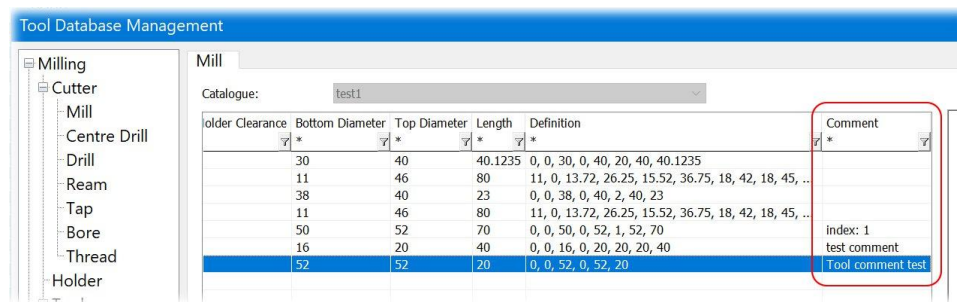 Tool Database Management
Milling
Cutter
Mill
Centre Drill
Drill
Ream
Tap
Bore
Thread
Holder
Mill
Catalogue: test1
older Clearance Bottom Diameter Top Diameter Length Definition Comment
* * * * *
30 40 40.1235 0, 0, 30, 0, 40, 20, 40, 40.1235
11 46 80 11, 0, 13.72, 26.25, 15.52, 36.75, 18, 42, 18, 45, ...
38 40 23 0, 0, 38, 0, 40, 2, 40, 23
11 46 80 11, 0, 13.72, 26.25, 15.52, 36.75, 18, 42, 18, 45, ...
50 52 70 0, 0, 50, 0, 52, 1, 52, 70 index: 1
16 20 40 0, 0, 16, 0, 20, 20, 20, 40 test comment
52 52 20 0, 0, 52, 0, 52, 20 Tool comment test